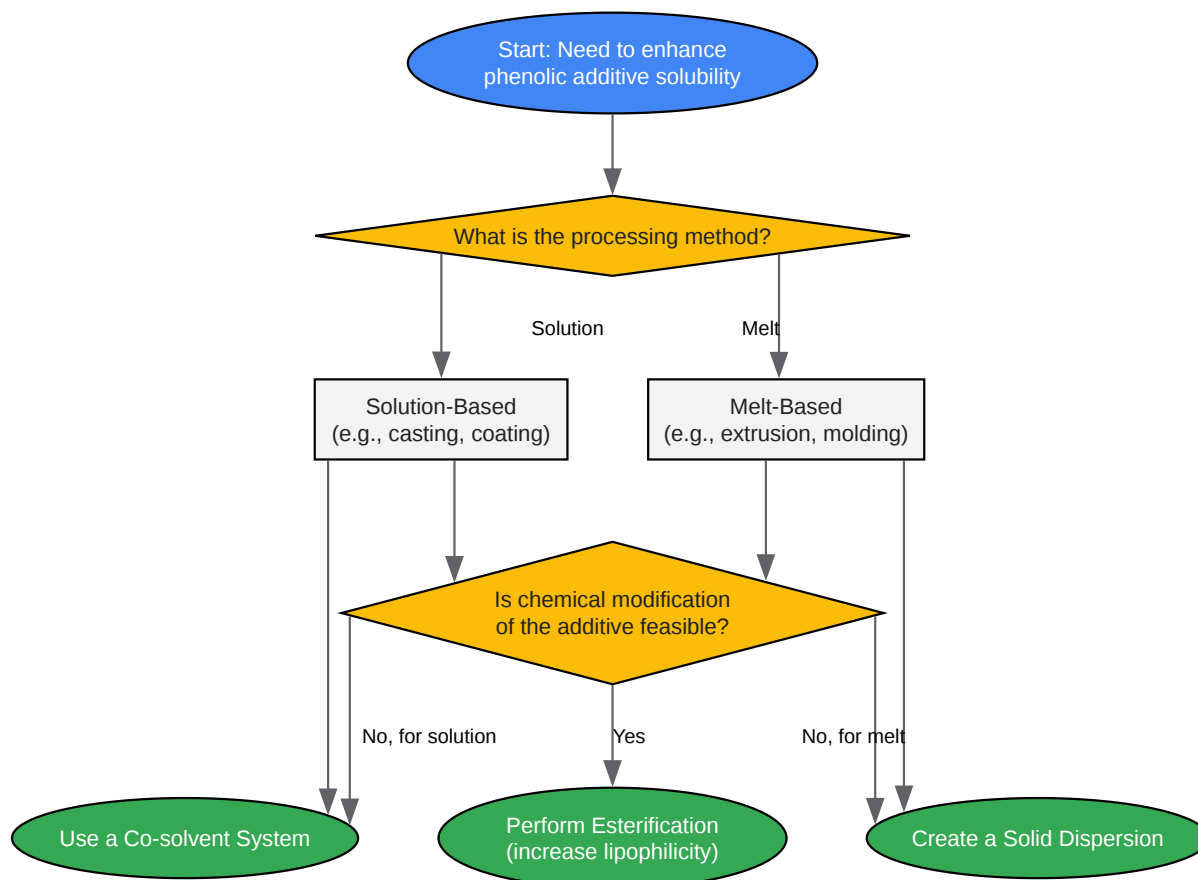 Start: Need to enhance
phenolic additive solubility
What is the processing method?
Solution
Melt
Solution-Based
(e.g., casting, coating)
Melt-Based
(e.g., extrusion, molding)
Is chemical modification
of the additive feasible?
No, for solution
Yes
No, for melt
Use a Co-solvent System
Perform Esterification
(increase lipophilicity)
Create a Solid Dispersion